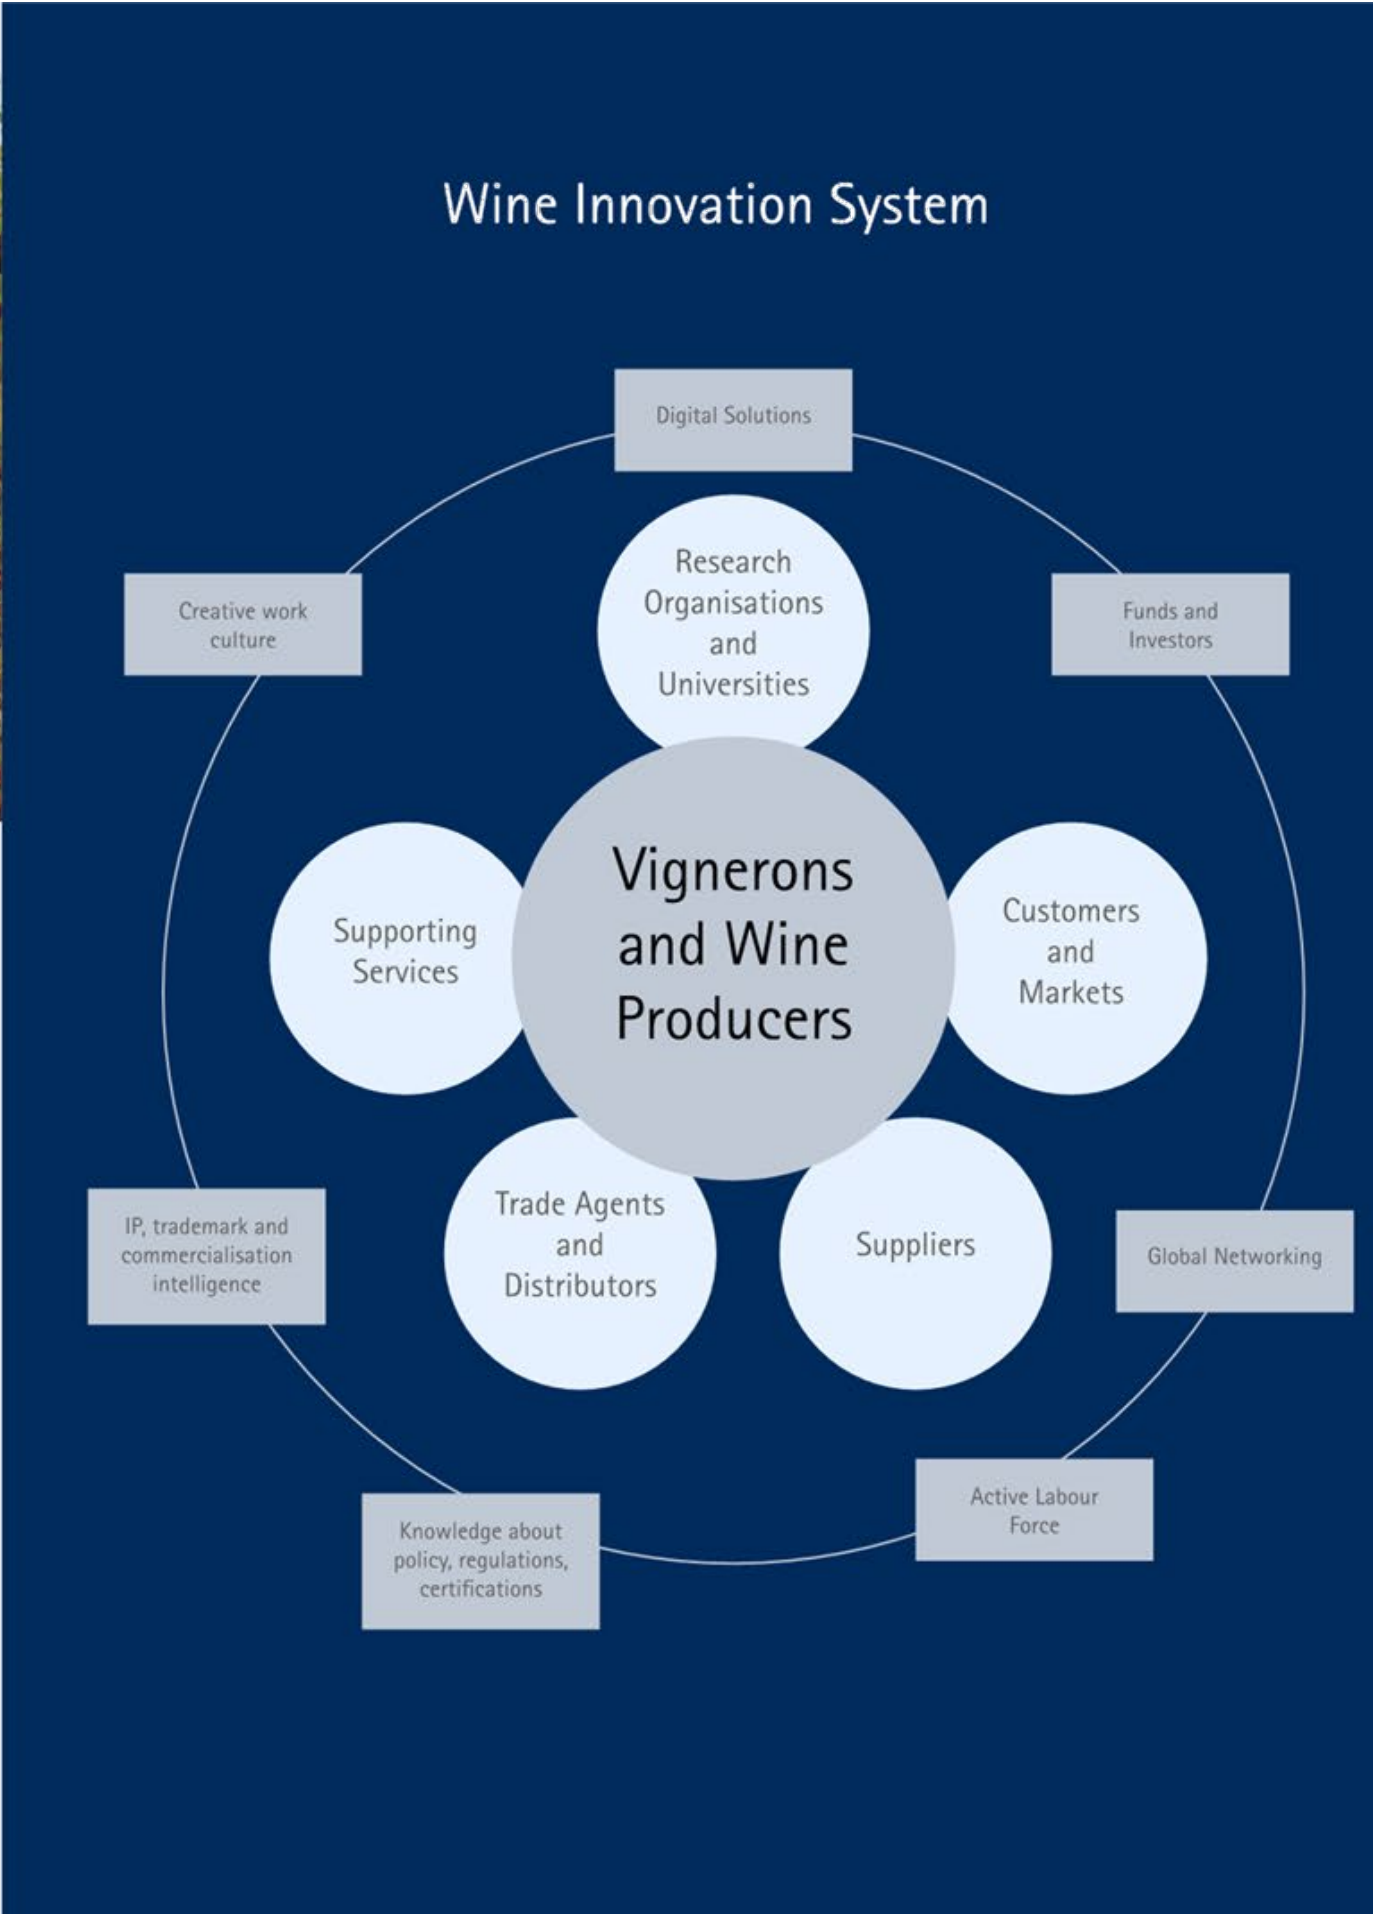 Wine Innovation System
Digital Solutions
Research
Organisations
and
Universities
Creative work
culture
Funds and
Investors
Vignerons
and Wine
Producers
Supporting
Services
Customers
and
Markets
Trade Agents
and
Distributors
Suppliers
IP, trademark and
commercialisation
intelligence
Global Networking
Active Labour
Force
Knowledge about
policy, regulations,
certifications